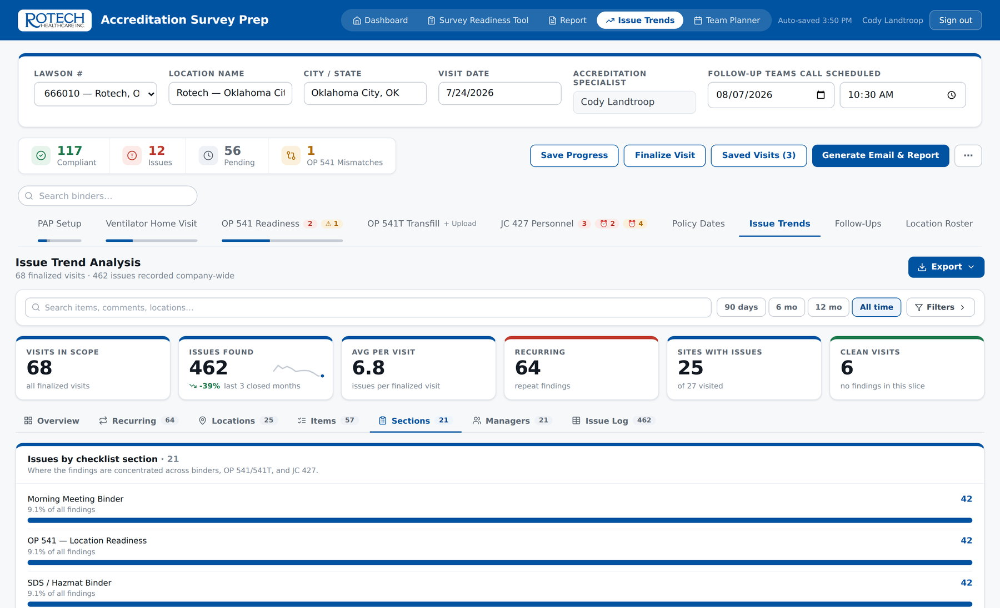 ROTECH
HEALTHCARE INC.
Accreditation Survey Prep
Dashboard
Survey Readiness Tool
Report
Issue Trends
Team Planner
Auto-saved 3:50 PM
Cody Landtroop
Sign out
LAWSON #
666010 — Rotech, O
LOCATION NAME
Rotech — Oklahoma Cit
CITY / STATE
Oklahoma City, OK
VISIT DATE
7/24/2026
ACCREDITATION
SPECIALIST
Cody Landtroop
FOLLOW-UP TEAMS CALL SCHEDULED
08/07/2026
10:30 AM
117
Compliant
12
Issues
56
Pending
1
OP 541 Mismatches
Save Progress
Finalize Visit
Saved Visits (3)
Generate Email & Report
···
Search binders...
PAP Setup
Ventilator Home Visit
OP 541 Readiness 2 ⚠ 1
OP 541T Transfill + Upload
JC 427 Personnel 3 ⏰ 2 ⏰ 4
Policy Dates
Issue Trends
Follow-Ups
Location Roster
Issue Trend Analysis
68 finalized visits · 462 issues recorded company-wide
Export
Search items, comments, locations...
90 days
6 mo
12 mo
All time
Filters
VISITS IN SCOPE
68
all finalized visits
ISSUES FOUND
462
-39% last 3 closed months
AVG PER VISIT
6.8
issues per finalized visit
RECURRING
64
repeat findings
SITES WITH ISSUES
25
of 27 visited
CLEAN VISITS
6
no findings in this slice
Overview
Recurring 64
Locations 25
Items 57
Sections 21
Managers 21
Issue Log 462
Issues by checklist section · 21
Where the findings are concentrated across binders, OP 541/541T, and JC 427.
Morning Meeting Binder 42
9.1% of all findings
OP 541 — Location Readiness 42
9.1% of all findings
SDS / Hazmat Binder 42
9.1% of all findings